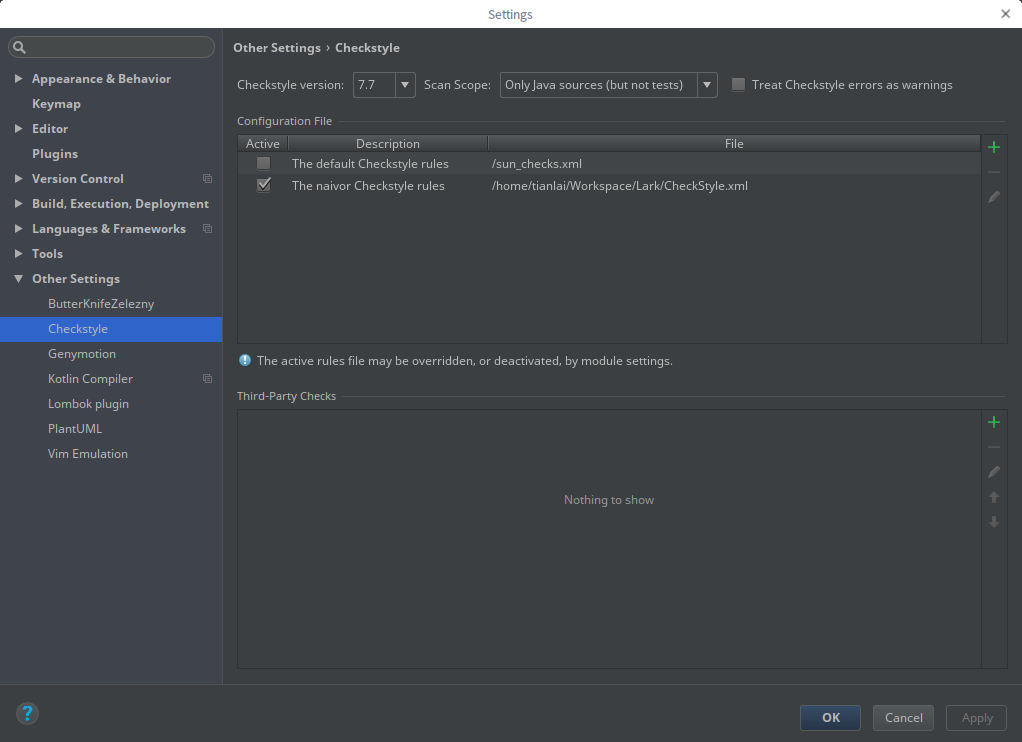 Settings
Other Settings › Checkstyle
Appearance & Behavior
Keymap
Editor
Plugins
Version Control
Build, Execution, Deployment
Languages & Frameworks
Tools
Other Settings
ButterKnifeZelezny
Checkstyle
Genymotion
Kotlin Compiler
Lombok plugin
PlantUML
Vim Emulation
Checkstyle version: 7.7 Scan Scope: Only Java sources (but not tests) Treat Checkstyle errors as warnings
Configuration File
Active Description File
The default Checkstyle rules /sun_checks.xml
The naivor Checkstyle rules /home/tianlai/Workspace/Lark/CheckStyle.xml
The active rules file may be overridden, or deactivated, by module settings.
Third-Party Checks
Nothing to show
?
OK Cancel Apply